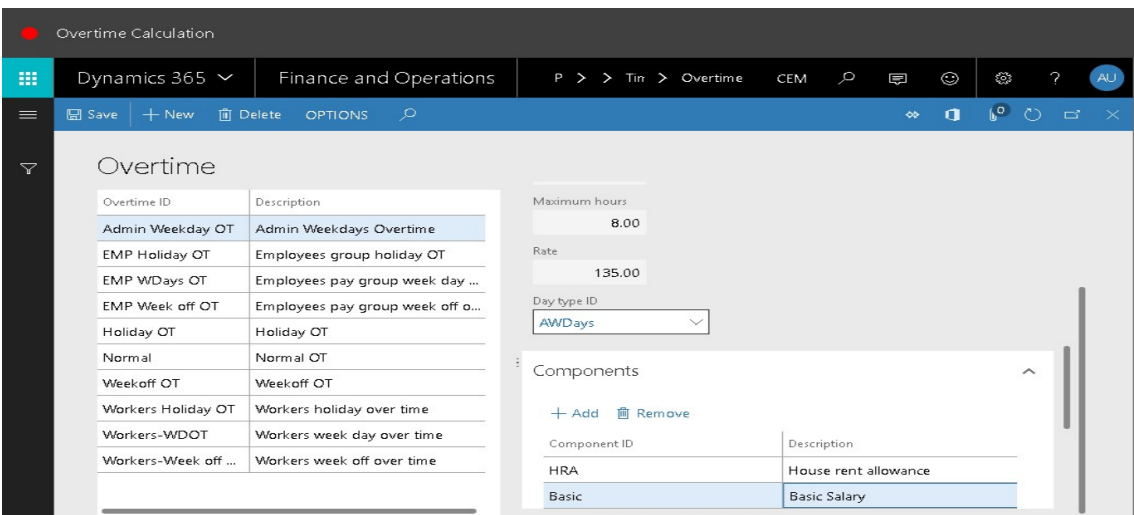 Overtime Calculation
Dynamics 365 Finance and Operations P > > Tin > Overtime CEM ? AU
Save + New Delete OPTIONS 0
Overtime
Overtime ID Description
Admin Weekday OT Admin Weekdays Overtime
EMP Holiday OT Employees group holiday OT
EMP WDays OT Employees pay group week day ...
EMP Week off OT Employees pay group week off o...
Holiday OT Holiday OT
Normal Normal OT
Weekoff OT Weekoff OT
Workers Holiday OT Workers holiday over time
Workers-WDOT Workers week day over time
Workers-Week off ... Workers week off over time
Maximum hours
8.00
Rate
135.00
Day type ID
AWDays
Components
+ Add Remove
Component ID Description
HRA House rent allowance
Basic Basic Salary